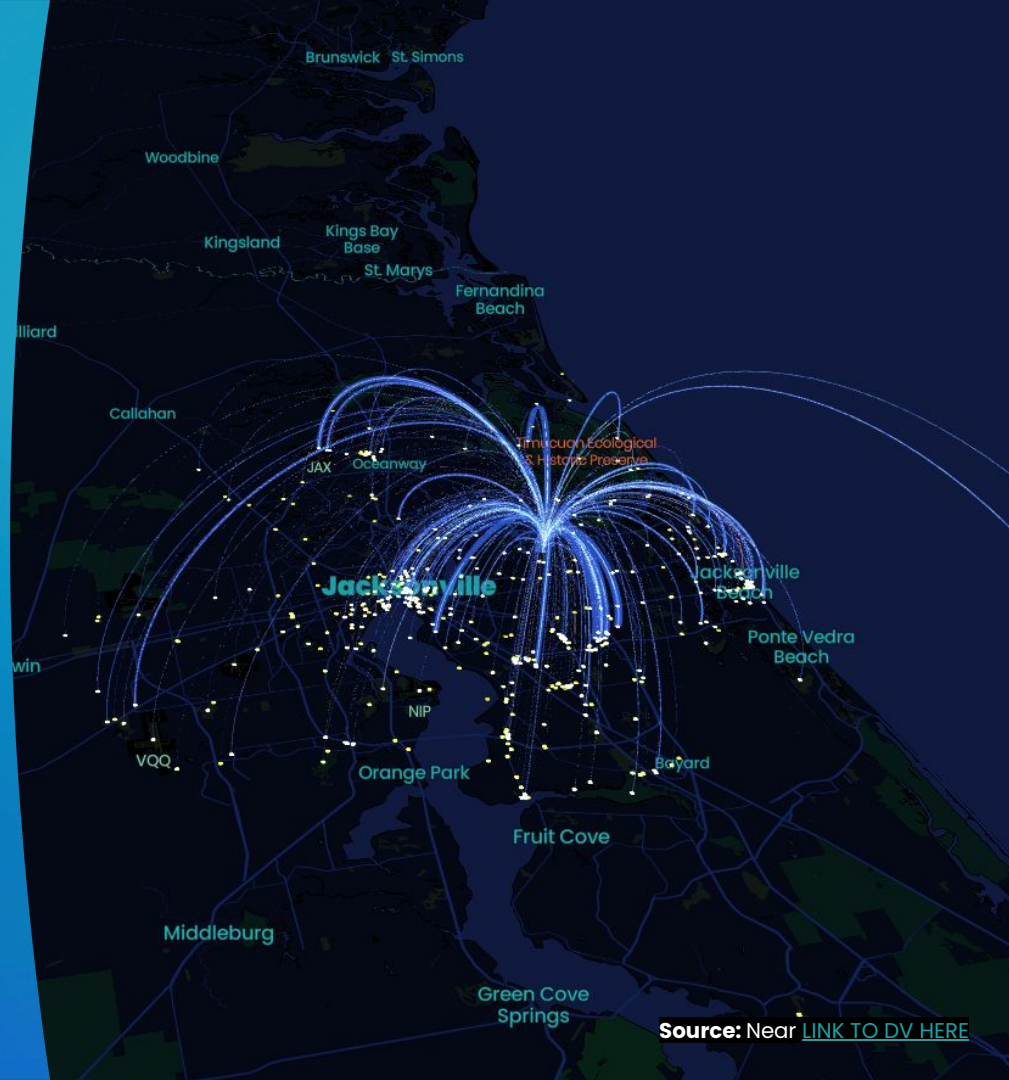 Brunswick
St. Simons
Woodbine
Kings Bay
Base
Kingsland
St. Marys
Fernandina
Beach
illiard
Callahan
Timucuan Ecological
& Historic Preserve
JAX
Oceanway
Jacksonville
Jacksonville
Beach
Ponte Vedra
Beach
win
NIP
VQQ
Orange Park
Bayard
Fruit Cove
Middleburg
Green Cove
Springs
Source: Near LINK TO DV HERE